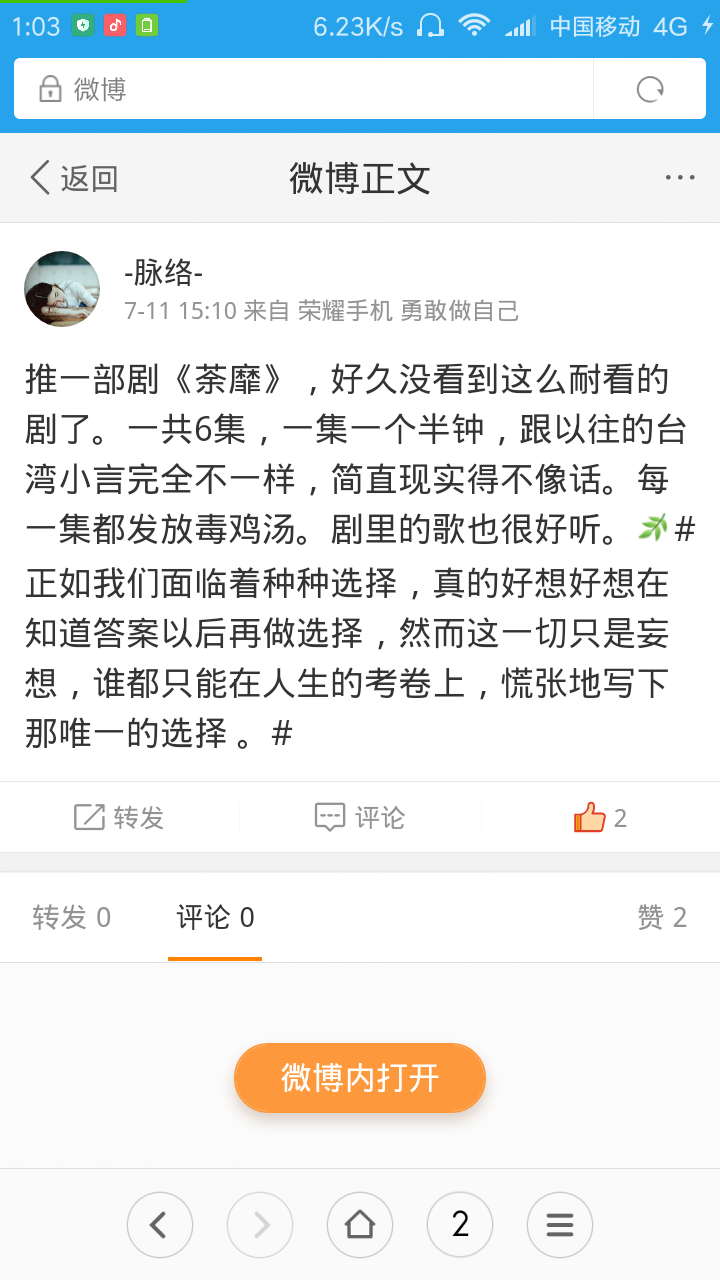 1:03 6.23K/s 中国移动 4G
微博
返回 微博正文
-脉络-
7-11 15:10 来自 荣耀手机 勇敢做自己
推一部剧《荼靡》，好久没看到这么耐看的
剧了。一共6集，一集一个半钟，跟以往的台
湾小言完全不一样，简直现实得不像话。每
一集都发放毒鸡汤。剧里的歌也很好听。🌿#
正如我们面临着种种选择，真的好想好想在
知道答案以后再做选择，然而这一切只是妄
想，谁都只能在人生的考卷上，慌张地写下
那唯一的选择 。#
转发 评论 2
转发 0 评论 0 赞 2
微博内打开
2